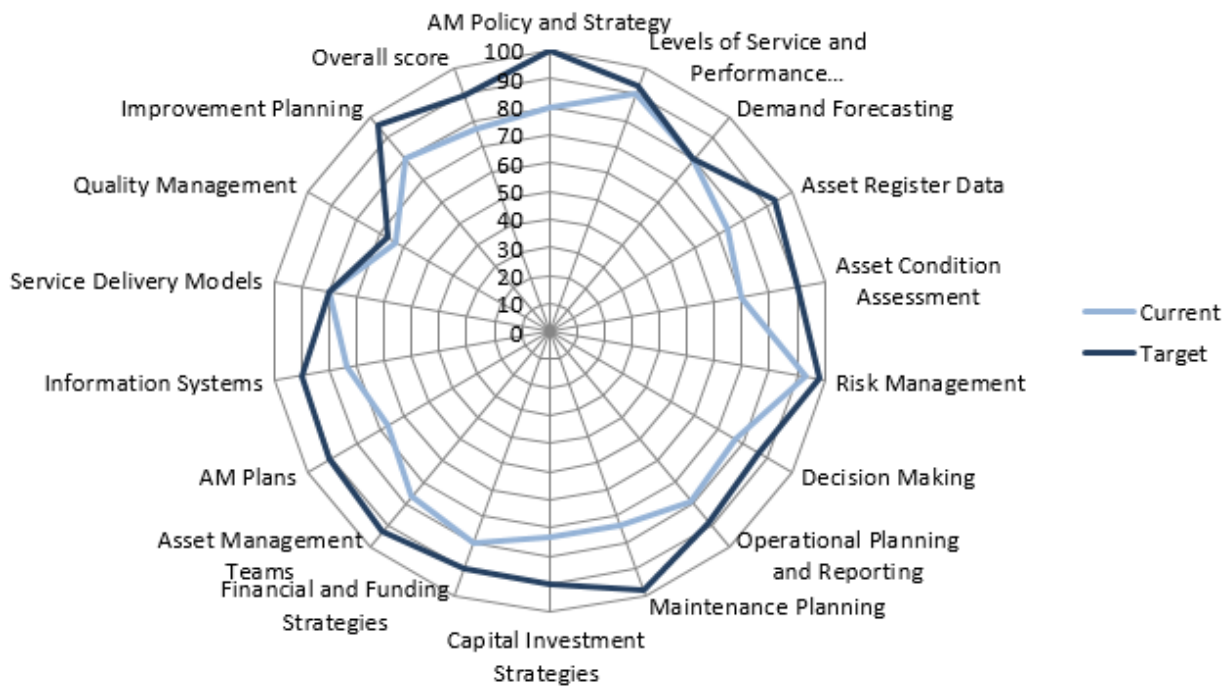 AM Policy and Strategy
Levels of Service and
Performance...
Demand Forecasting
Asset Register Data
Asset Condition
Assessment
Risk Management
Decision Making
Operational Planning
and Reporting
Maintenance Planning
Capital Investment
Strategies
Financial and Funding
Strategies
Asset Management
Teams
AM Plans
Information Systems
Service Delivery Models
Quality Management
Improvement Planning
Overall score
100
90
80
70
60
50
40
30
20
10
0
Current
Target